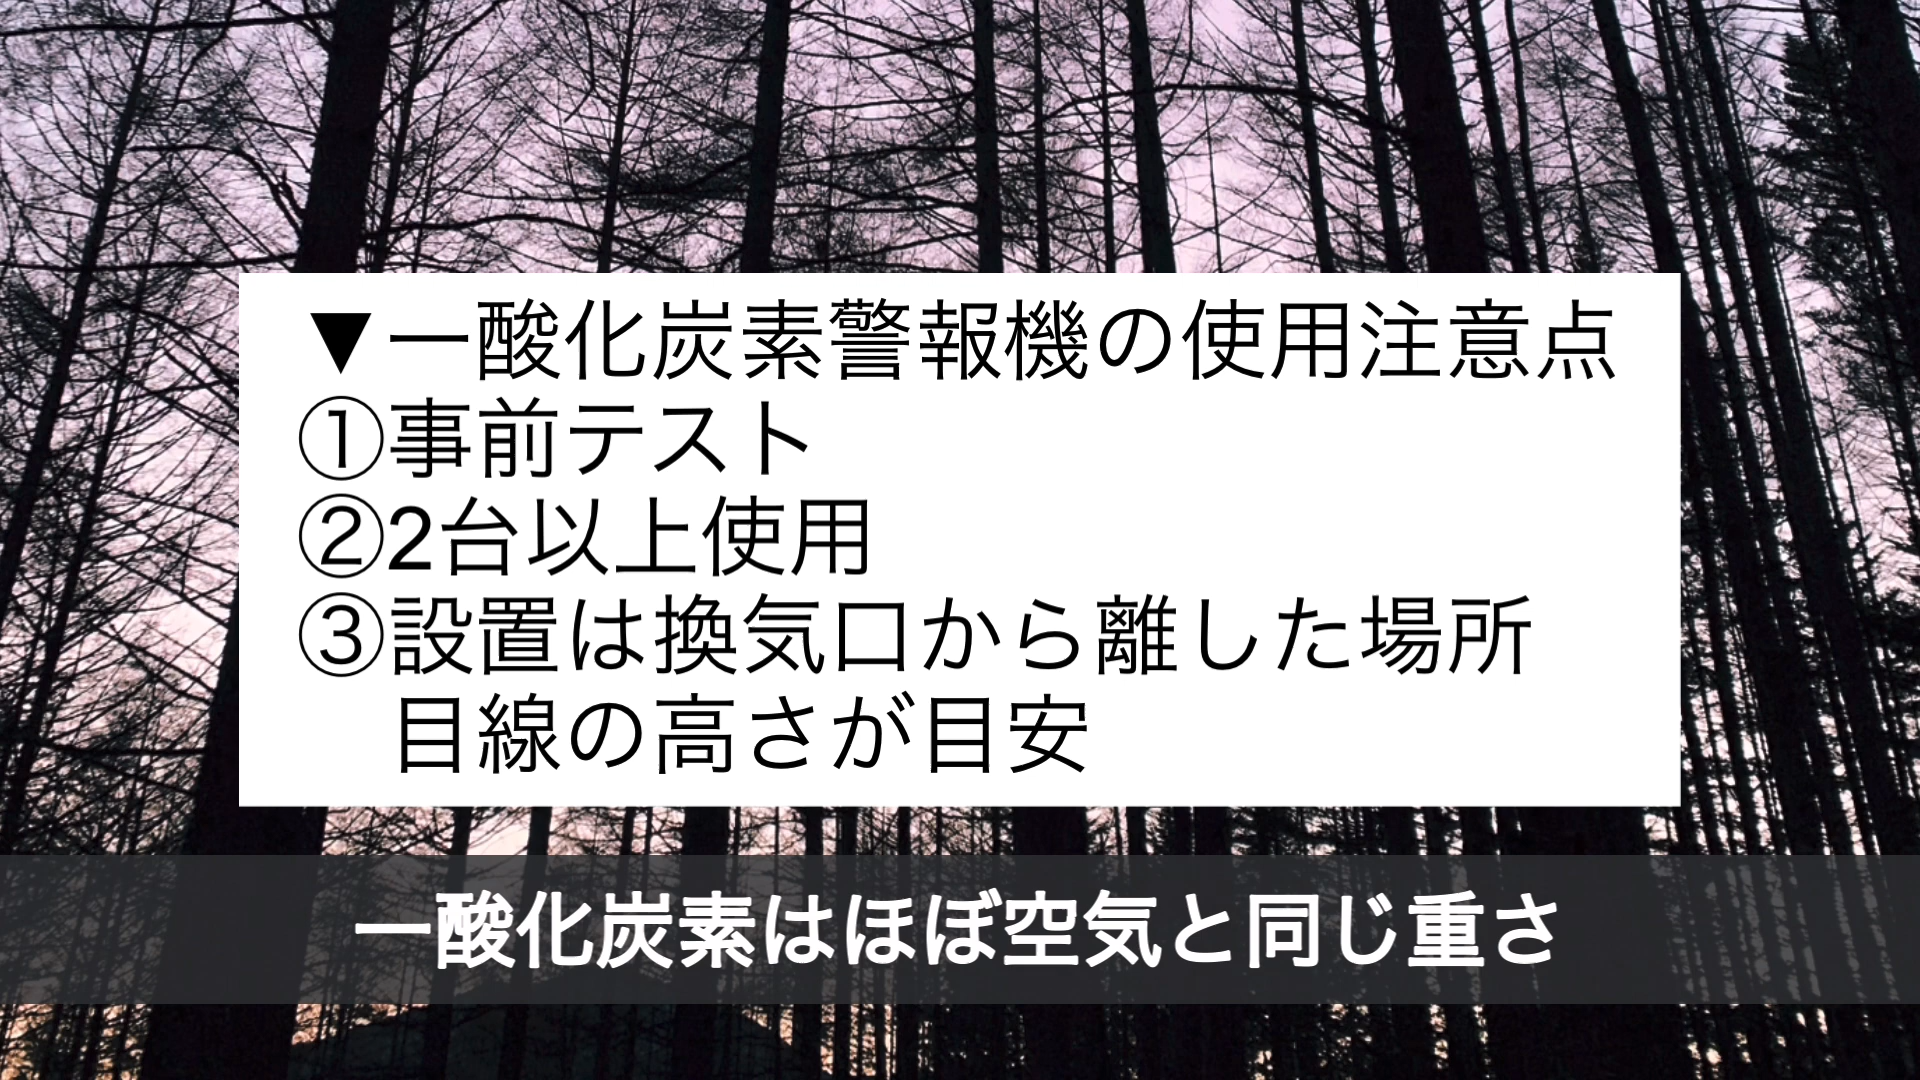 ▼一酸化炭素警報機の使用注意点
①事前テスト
②2台以上使用
③設置は換気口から離した場所
目線の高さが目安
一酸化炭素はほぼ空気と同じ重さ